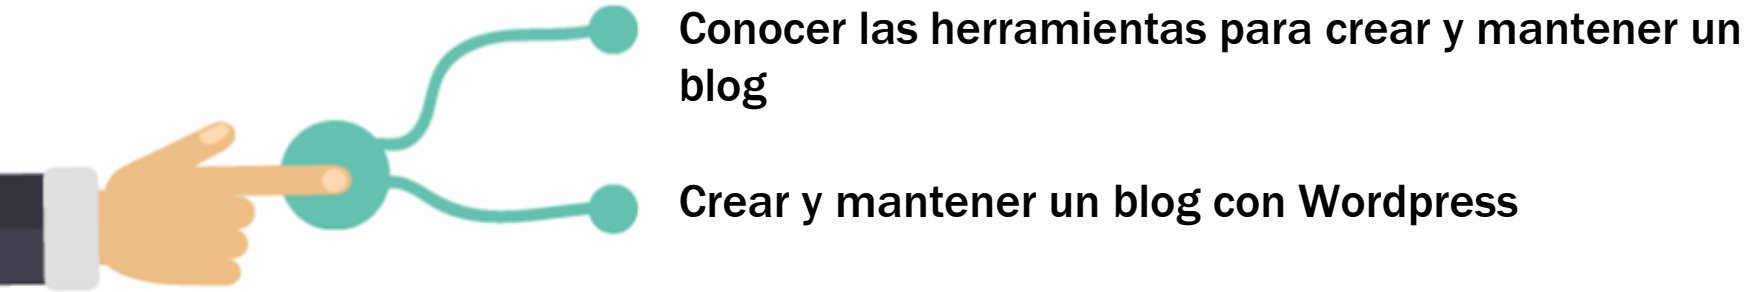 Conocer las herramientas para crear y mantener un
blog
Crear y mantener un blog con Wordpress